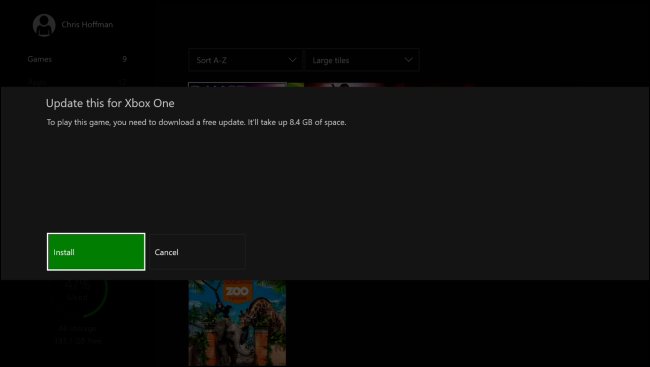 Chris Hoffman
Games 9
Sort A-Z
Large tiles
Update this for Xbox One
To play this game, you need to download a free update. It'll take up 8.4 GB of space.
Install
Cancel
ZOO